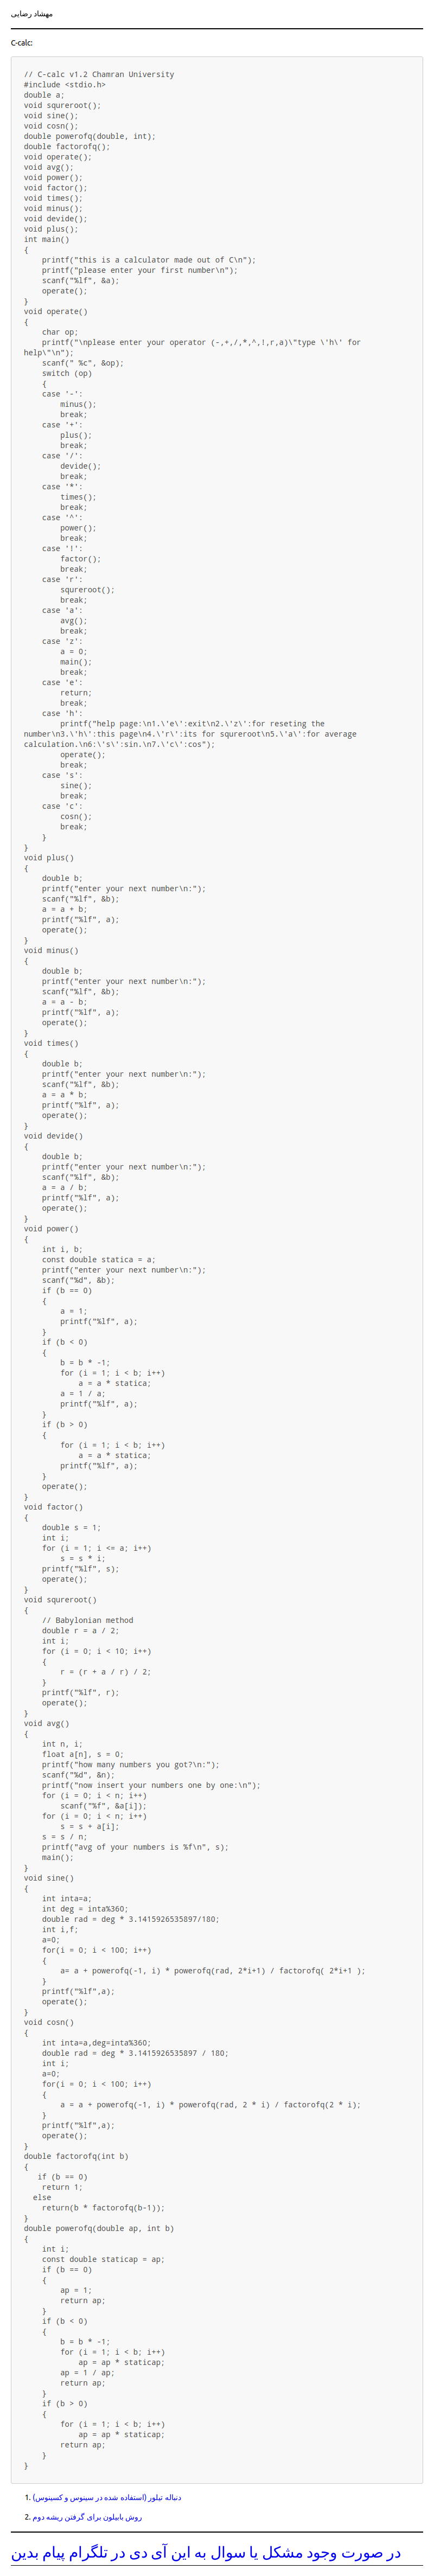 مهشاد رضایی
C-calc:
// C-calc v1.2 Chamran University
#include <stdio.h>
double a;
void squreroot();
void sine();
void cosn();
double powerofq(double, int);
double factorofq();
void operate();
void avg();
void power();
void factor();
void times();
void minus();
void devide();
void plus();
int main()
{
    printf("this is a calculator made out of C\n");
    printf("please enter your first number\n");
    scanf("%lf", &a);
    operate();
}
void operate()
{
    char op;
    printf("\nplease enter your operator (-,+,/,*,^,!,r,a)\"type \'h\' for
help\"\n");
    scanf(" %c", &op);
    switch (op)
    {
    case '-':
        minus();
        break;
    case '+':
        plus();
        break;
    case '/':
        devide();
        break;
    case '*':
        times();
        break;
    case '^':
        power();
        break;
    case '!':
        factor();
        break;
    case 'r':
        squreroot();
        break;
    case 'a':
        avg();
        break;
    case 'z':
        a = 0;
        main();
        break;
    case 'e':
        return;
        break;
    case 'h':
        printf("help page:\n1.\'e\':exit\n2.\'z\':for reseting the
number\n3.\'h\':this page\n4.\'r\':its for squreroot\n5.\'a\':for average
calculation.\n6:\'s\':sin.\n7.\'c\':cos");
        operate();
        break;
    case 's':
        sine();
        break;
    case 'c':
        cosn();
        break;
    }
}
void plus()
{
    double b;
    printf("enter your next number\n:");
    scanf("%lf", &b);
    a = a + b;
    printf("%lf", a);
    operate();
}
void minus()
{
    double b;
    printf("enter your next number\n:");
    scanf("%lf", &b);
    a = a - b;
    printf("%lf", a);
    operate();
}
void times()
{
    double b;
    printf("enter your next number\n:");
    scanf("%lf", &b);
    a = a * b;
    printf("%lf", a);
    operate();
}
void devide()
{
    double b;
    printf("enter your next number\n:");
    scanf("%lf", &b);
    a = a / b;
    printf("%lf", a);
    operate();
}
void power()
{
    int i, b;
    const double statica = a;
    printf("enter your next number\n:");
    scanf("%d", &b);
    if (b == 0)
    {
        a = 1;
        printf("%lf", a);
    }
    if (b < 0)
    {
        b = b * -1;
        for (i = 1; i < b; i++)
            a = a * statica;
        a = 1 / a;
        printf("%lf", a);
    }
    if (b > 0)
    {
        for (i = 1; i < b; i++)
            a = a * statica;
        printf("%lf", a);
    }
    operate();
}
void factor()
{
    double s = 1;
    int i;
    for (i = 1; i <= a; i++)
        s = s * i;
    printf("%lf", s);
    operate();
}
void squreroot()
{
    // Babylonian method
    double r = a / 2;
    int i;
    for (i = 0; i < 10; i++)
    {
        r = (r + a / r) / 2;
    }
    printf("%lf", r);
    operate();
}
void avg()
{
    int n, i;
    float a[n], s = 0;
    printf("how many numbers you got?\n:");
    scanf("%d", &n);
    printf("now insert your numbers one by one:\n");
    for (i = 0; i < n; i++)
        scanf("%f", &a[i]);
    for (i = 0; i < n; i++)
        s = s + a[i];
    s = s / n;
    printf("avg of your numbers is %f\n", s);
    main();
}
void sine()
{
    int inta=a;
    int deg = inta%360;
    double rad = deg * 3.1415926535897/180;
    int i,f;
    a=0;
    for(i = 0; i < 100; i++)
    {
        a= a + powerofq(-1, i) * powerofq(rad, 2*i+1) / factorofq( 2*i+1 );
    }
    printf("%lf",a);
    operate();
}
void cosn()
{
    int inta=a,deg=inta%360;
    double rad = deg * 3.1415926535897 / 180;
    int i;
    a=0;
    for(i = 0; i < 100; i++)
    {
        a = a + powerofq(-1, i) * powerofq(rad, 2 * i) / factorofq(2 * i);
    }
    printf("%lf",a);
    operate();
}
double factorofq(int b)
{
   if (b == 0)
    return 1;
  else
    return(b * factorofq(b-1));
}
double powerofq(double ap, int b)
{
    int i;
    const double staticap = ap;
    if (b == 0)
    {
        ap = 1;
        return ap;
    }
    if (b < 0)
    {
        b = b * -1;
        for (i = 1; i < b; i++)
            ap = ap * staticap;
        ap = 1 / ap;
        return ap;
    }
    if (b > 0)
    {
        for (i = 1; i < b; i++)
            ap = ap * staticap;
        return ap;
    }
}
1. دنباله تیلور (استفاده شده در سینوس و کسینوس)
2. روش بابیلون برای گرفتن ریشه دوم
در صورت وجود مشکل یا سوال به این آی دی در تلگرام پیام بدین